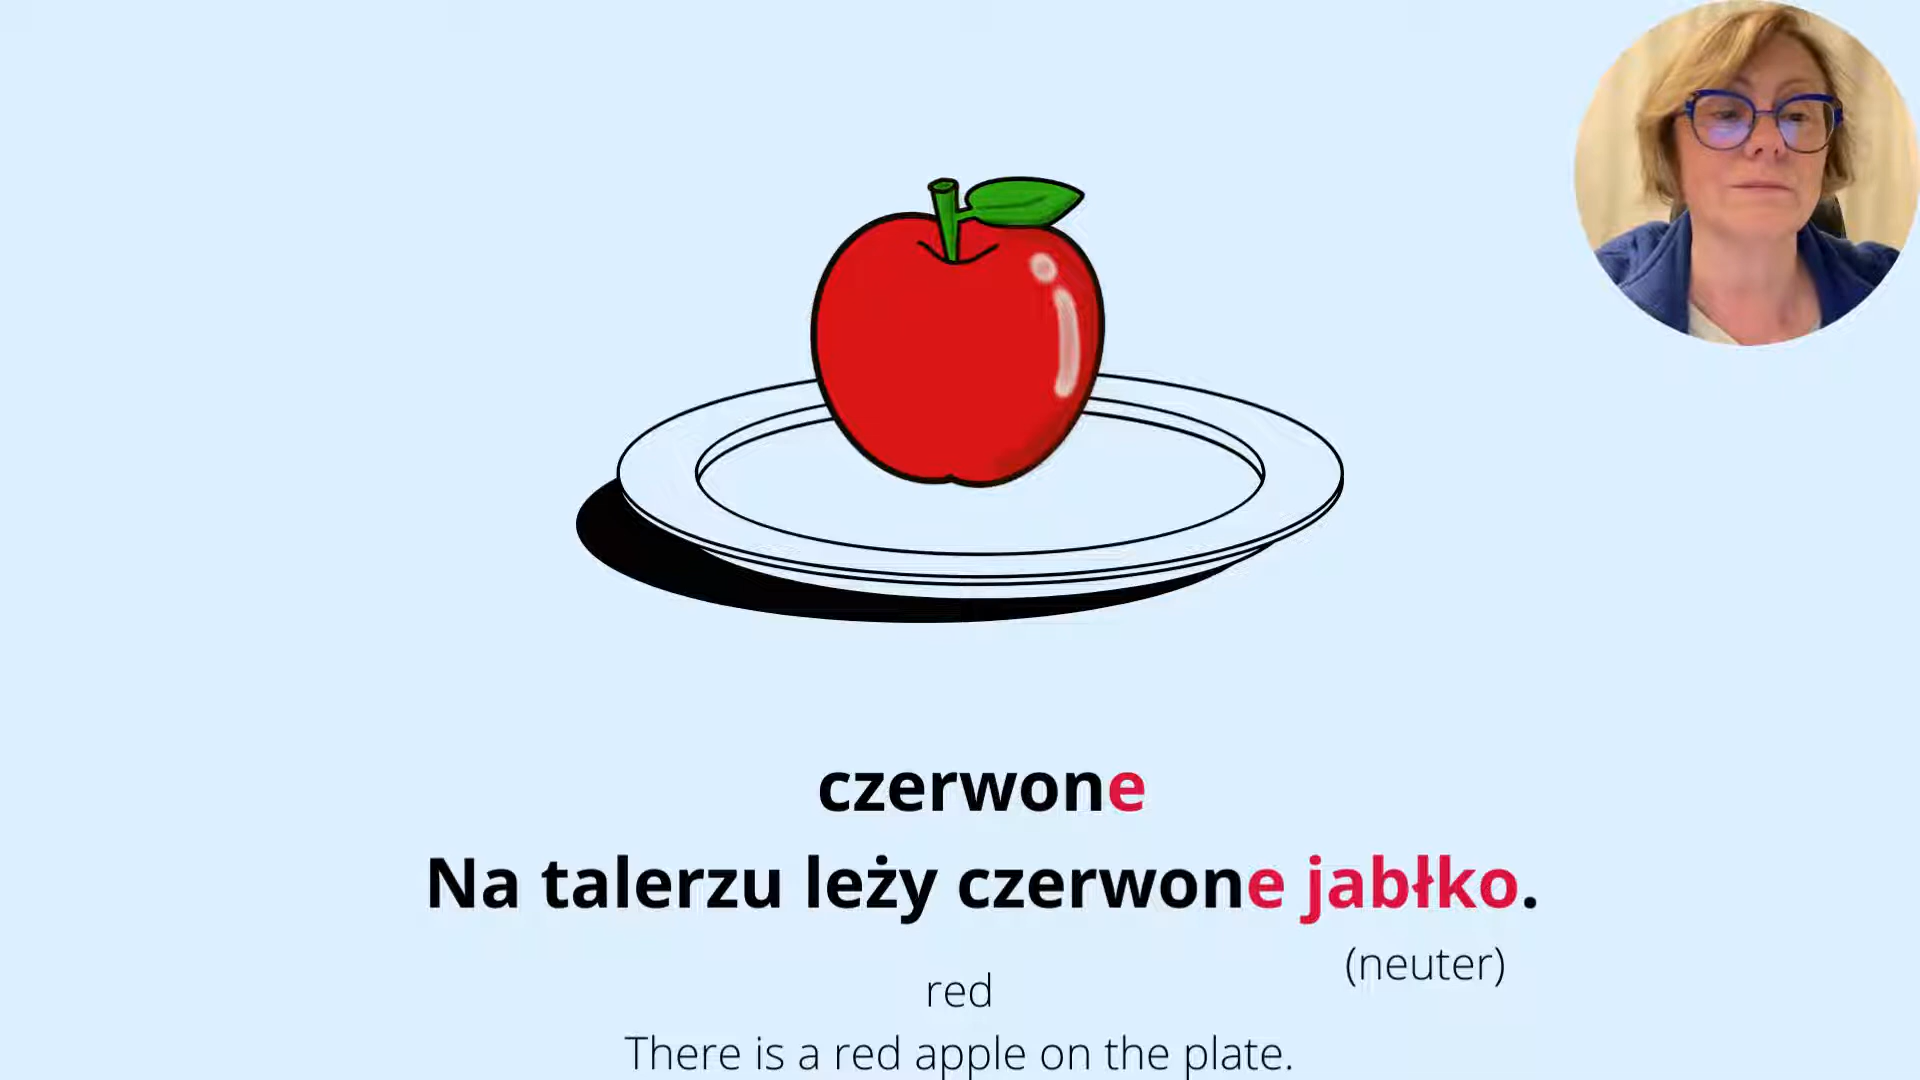 czerwone
Na talerzu leży czerwone jabłko.
(neuter)
red
There is a red apple on the plate.